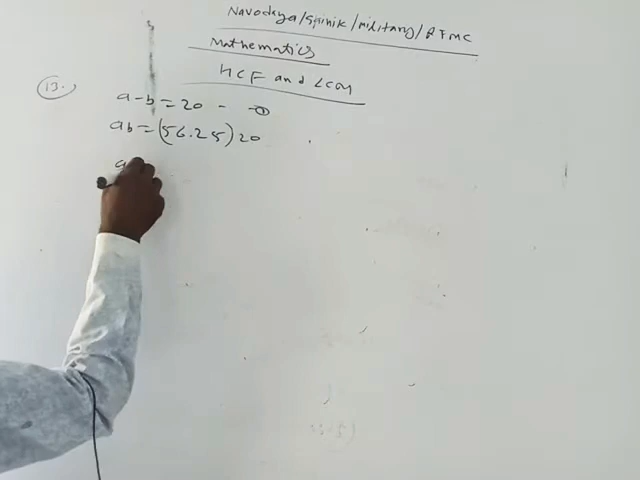 Navodaya/Sainik/military/RIMC
Mathematics
HCF and LCM
13.
a-b=20 - ①
ab=(56.25)20
a